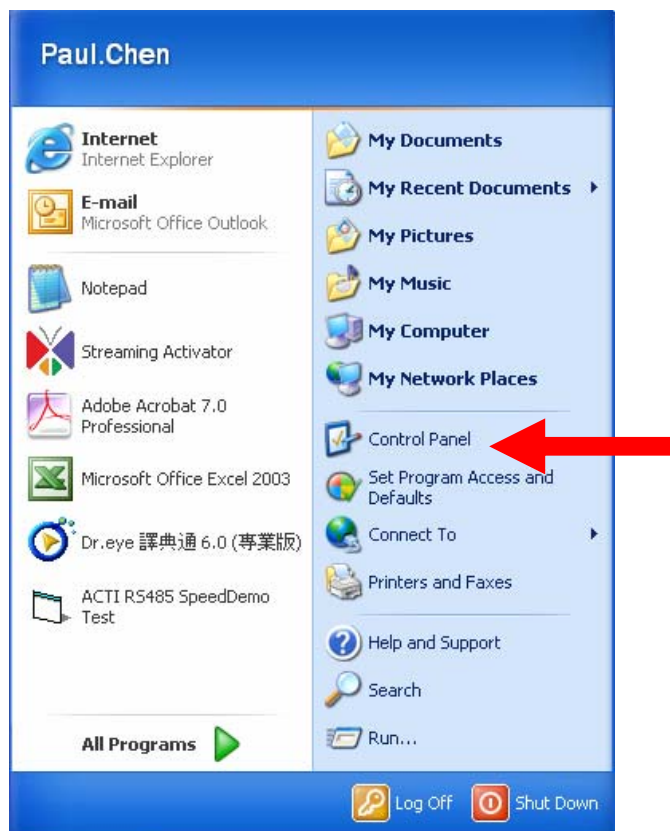 Paul.Chen
Internet
Internet Explorer
E-mail
Microsoft Office Outlook
Notepad
Streaming Activator
Adobe Acrobat 7.0
Professional
Microsoft Office Excel 2003
Dr.eye 譯典通 6.0 (專業版)
ACTI RS485 SpeedDemo
Test
All Programs
My Documents
My Recent Documents
My Pictures
My Music
My Computer
My Network Places
Control Panel
Set Program Access and
Defaults
Connect To
Printers and Faxes
Help and Support
Search
Run...
Log Off
Shut Down